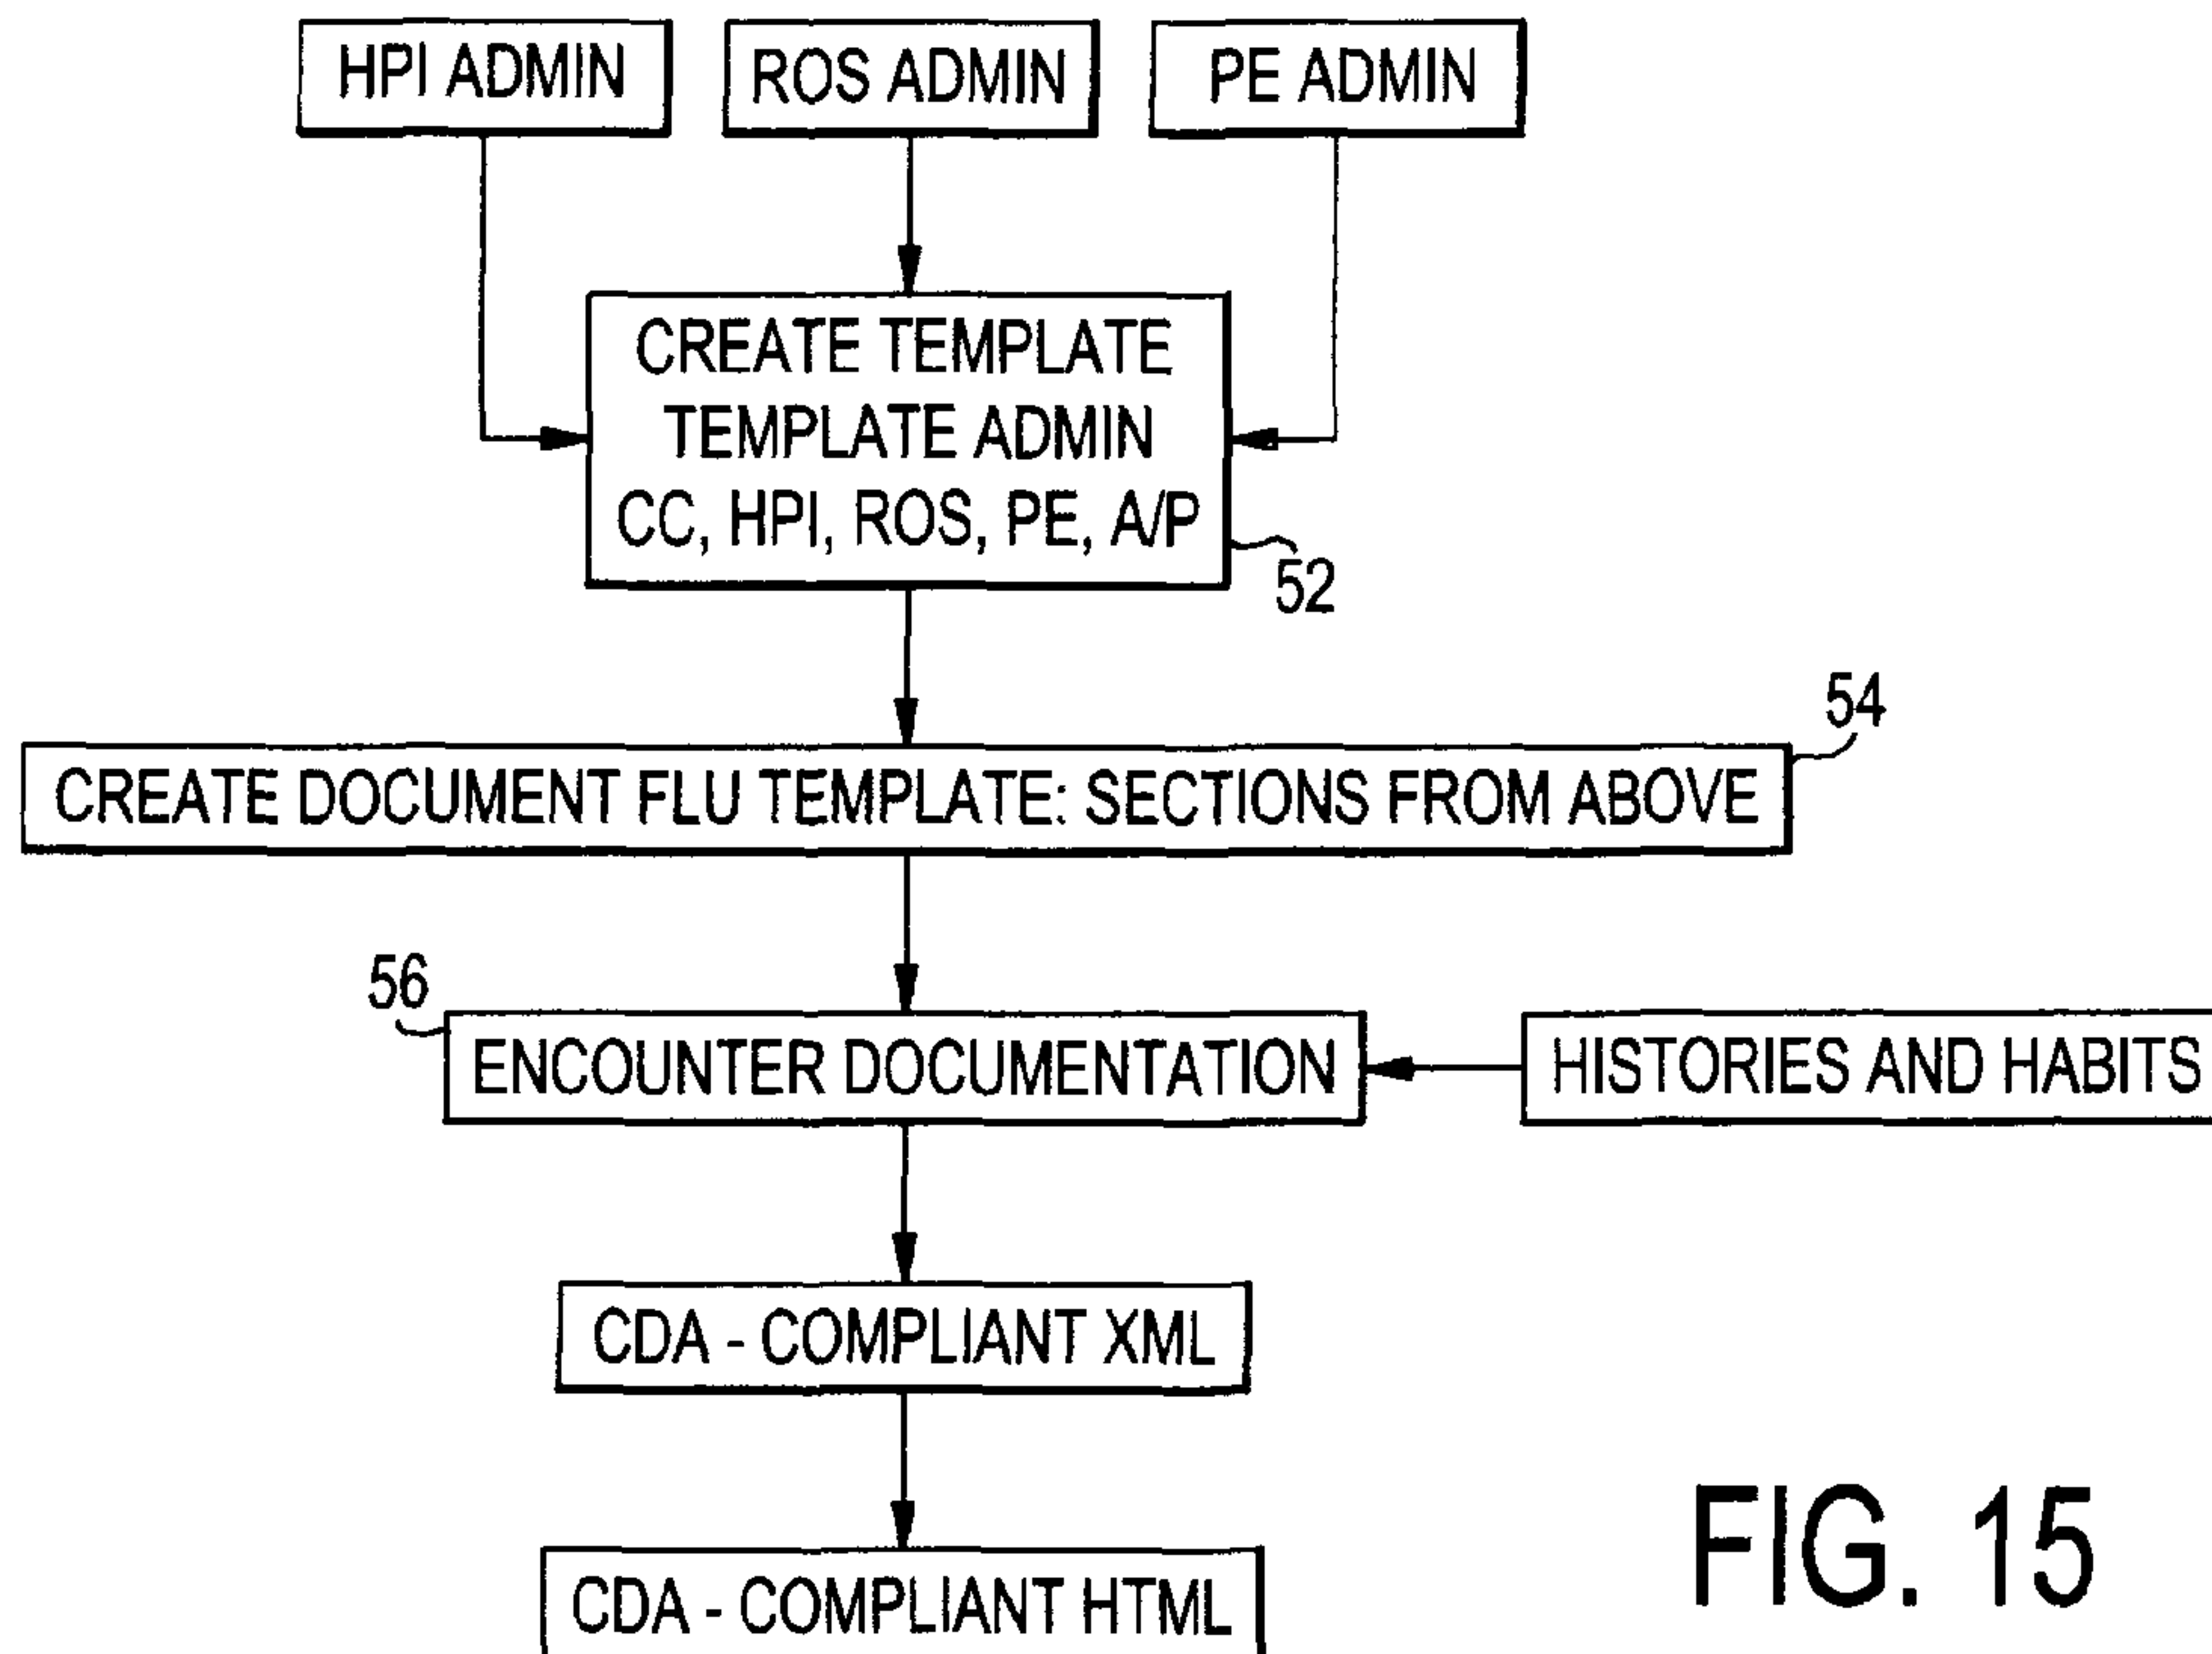 HPI ADMIN
ROS ADMIN
PE ADMIN
CREATE TEMPLATE
TEMPLATE ADMIN
CC, HPI, ROS, PE, A/P
52
54
CREATE DOCUMENT FLU TEMPLATE: SECTIONS FROM ABOVE
56
ENCOUNTER DOCUMENTATION
HISTORIES AND HABITS
CDA - COMPLIANT XML
CDA - COMPLIANT HTML
FIG. 15